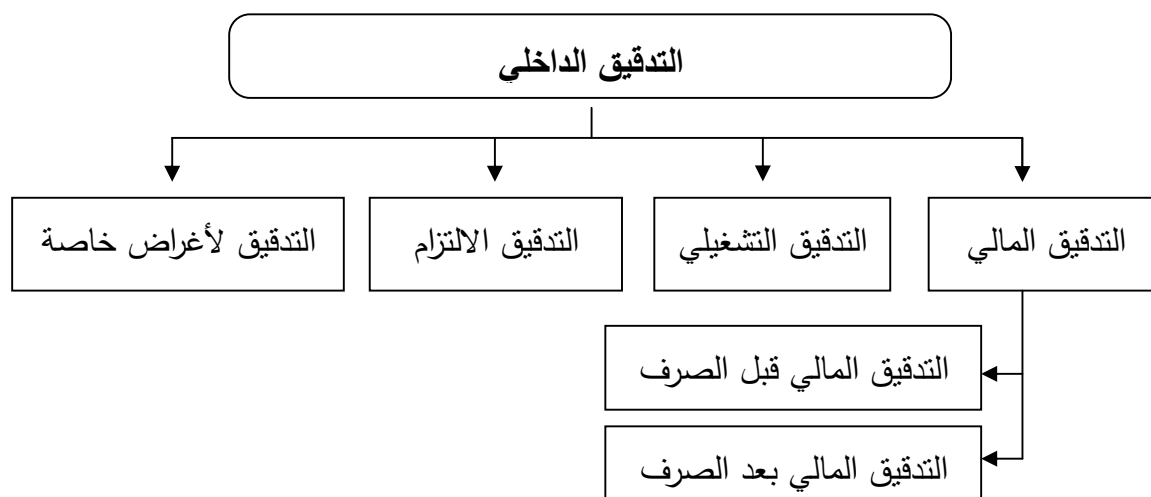 التدقيق الداخلي
التدقيق المالي
التدقيق التشغيلي
التدقيق الالتزام
التدقيق لأغراض خاصة
التدقيق المالي قبل الصرف
التدقيق المالي بعد الصرف